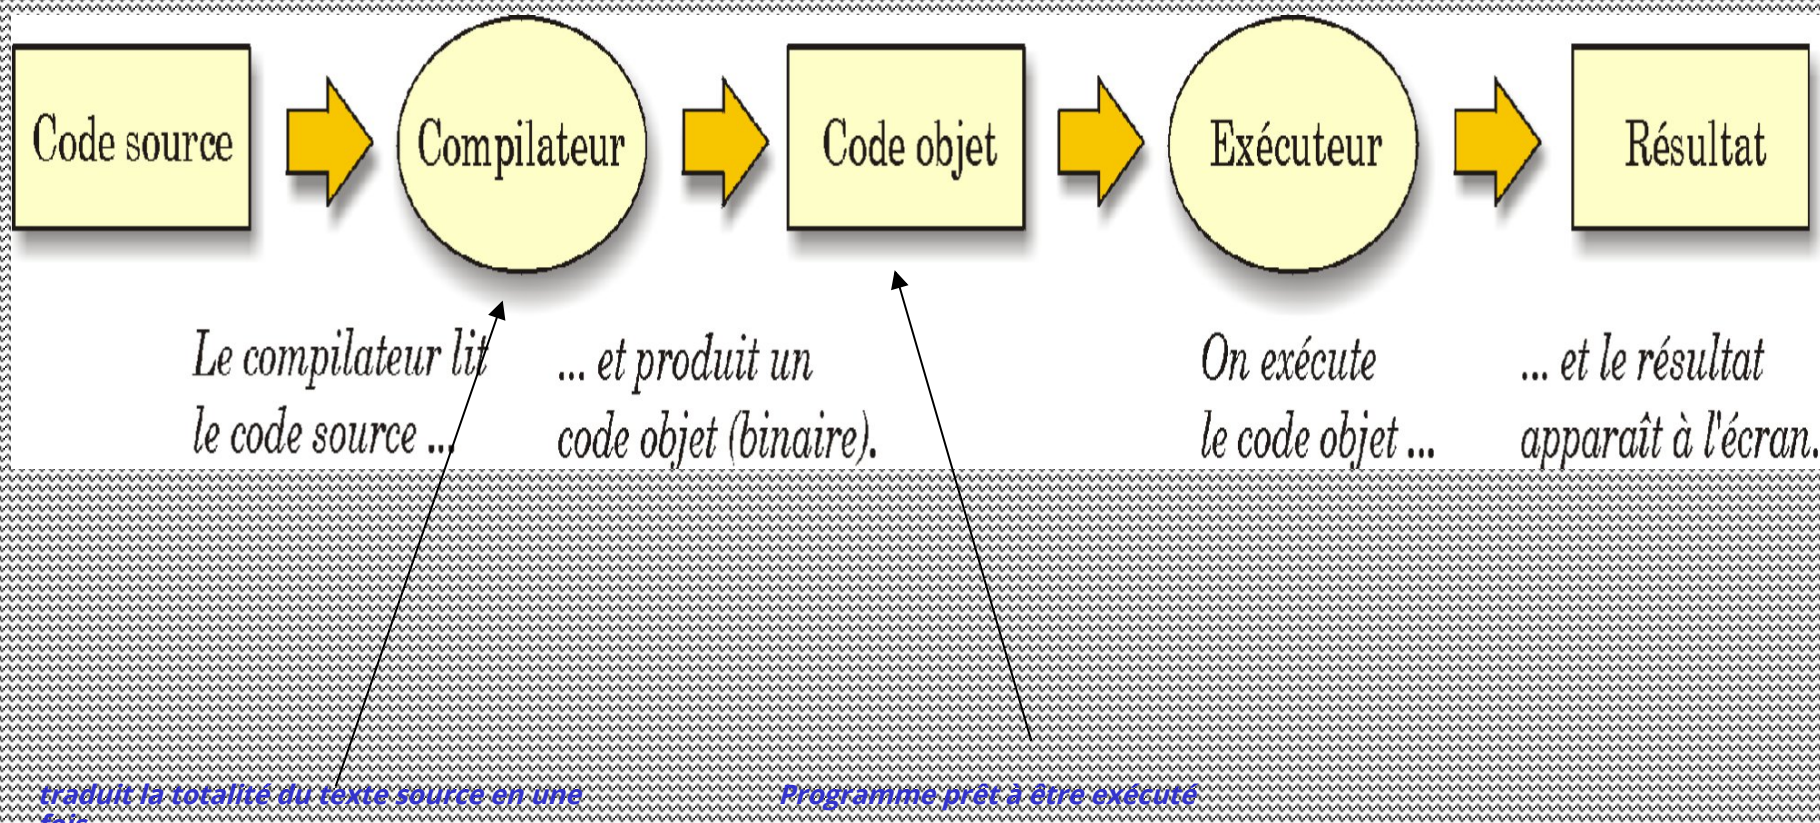 Code source
Compilateur
Code objet
Exécuteur
Résultat
Le compilateur lit
le code source ...
... et produit un
code objet (binaire).
On exécute
le code objet ...
... et le résultat
apparaît à l'écran.
traduit la totalité du texte source en une
fois
Programme prêt à être exécuté